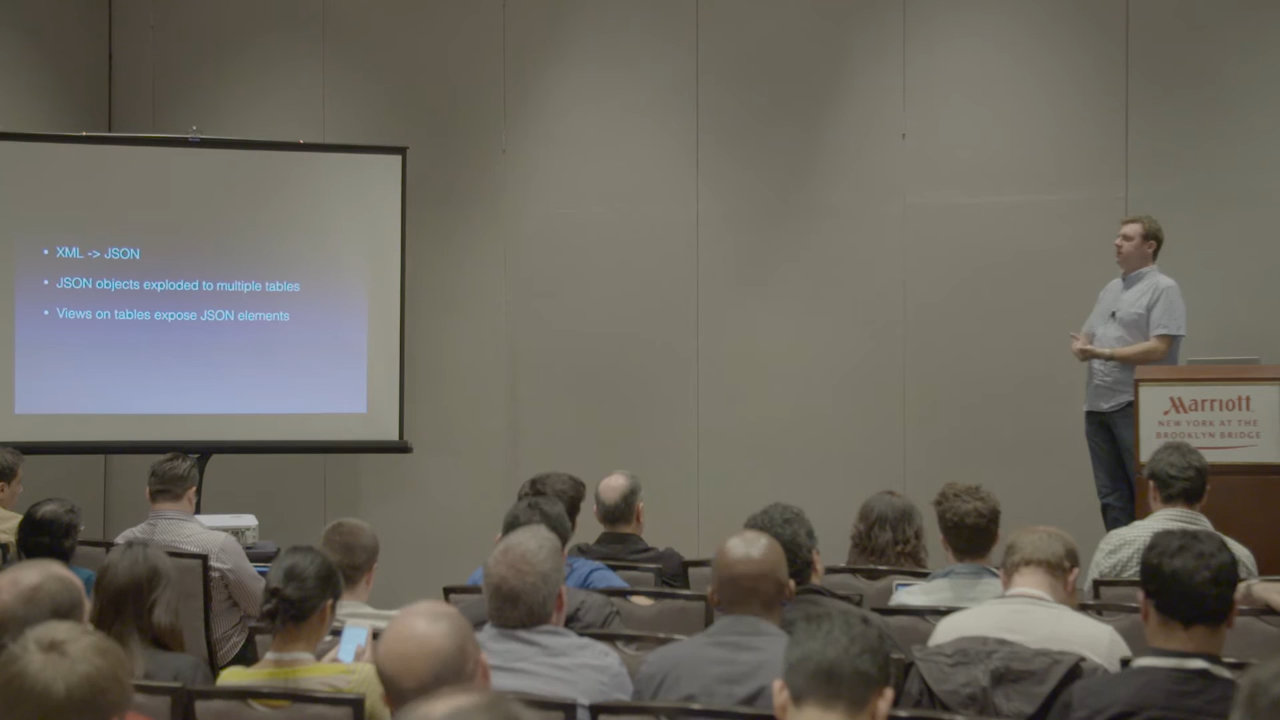 • XML -> JSON
• JSON objects exploded to multiple tables
• Views on tables expose JSON elements
Marriott
NEW YORK AT THE
BROOKLYN BRIDGE